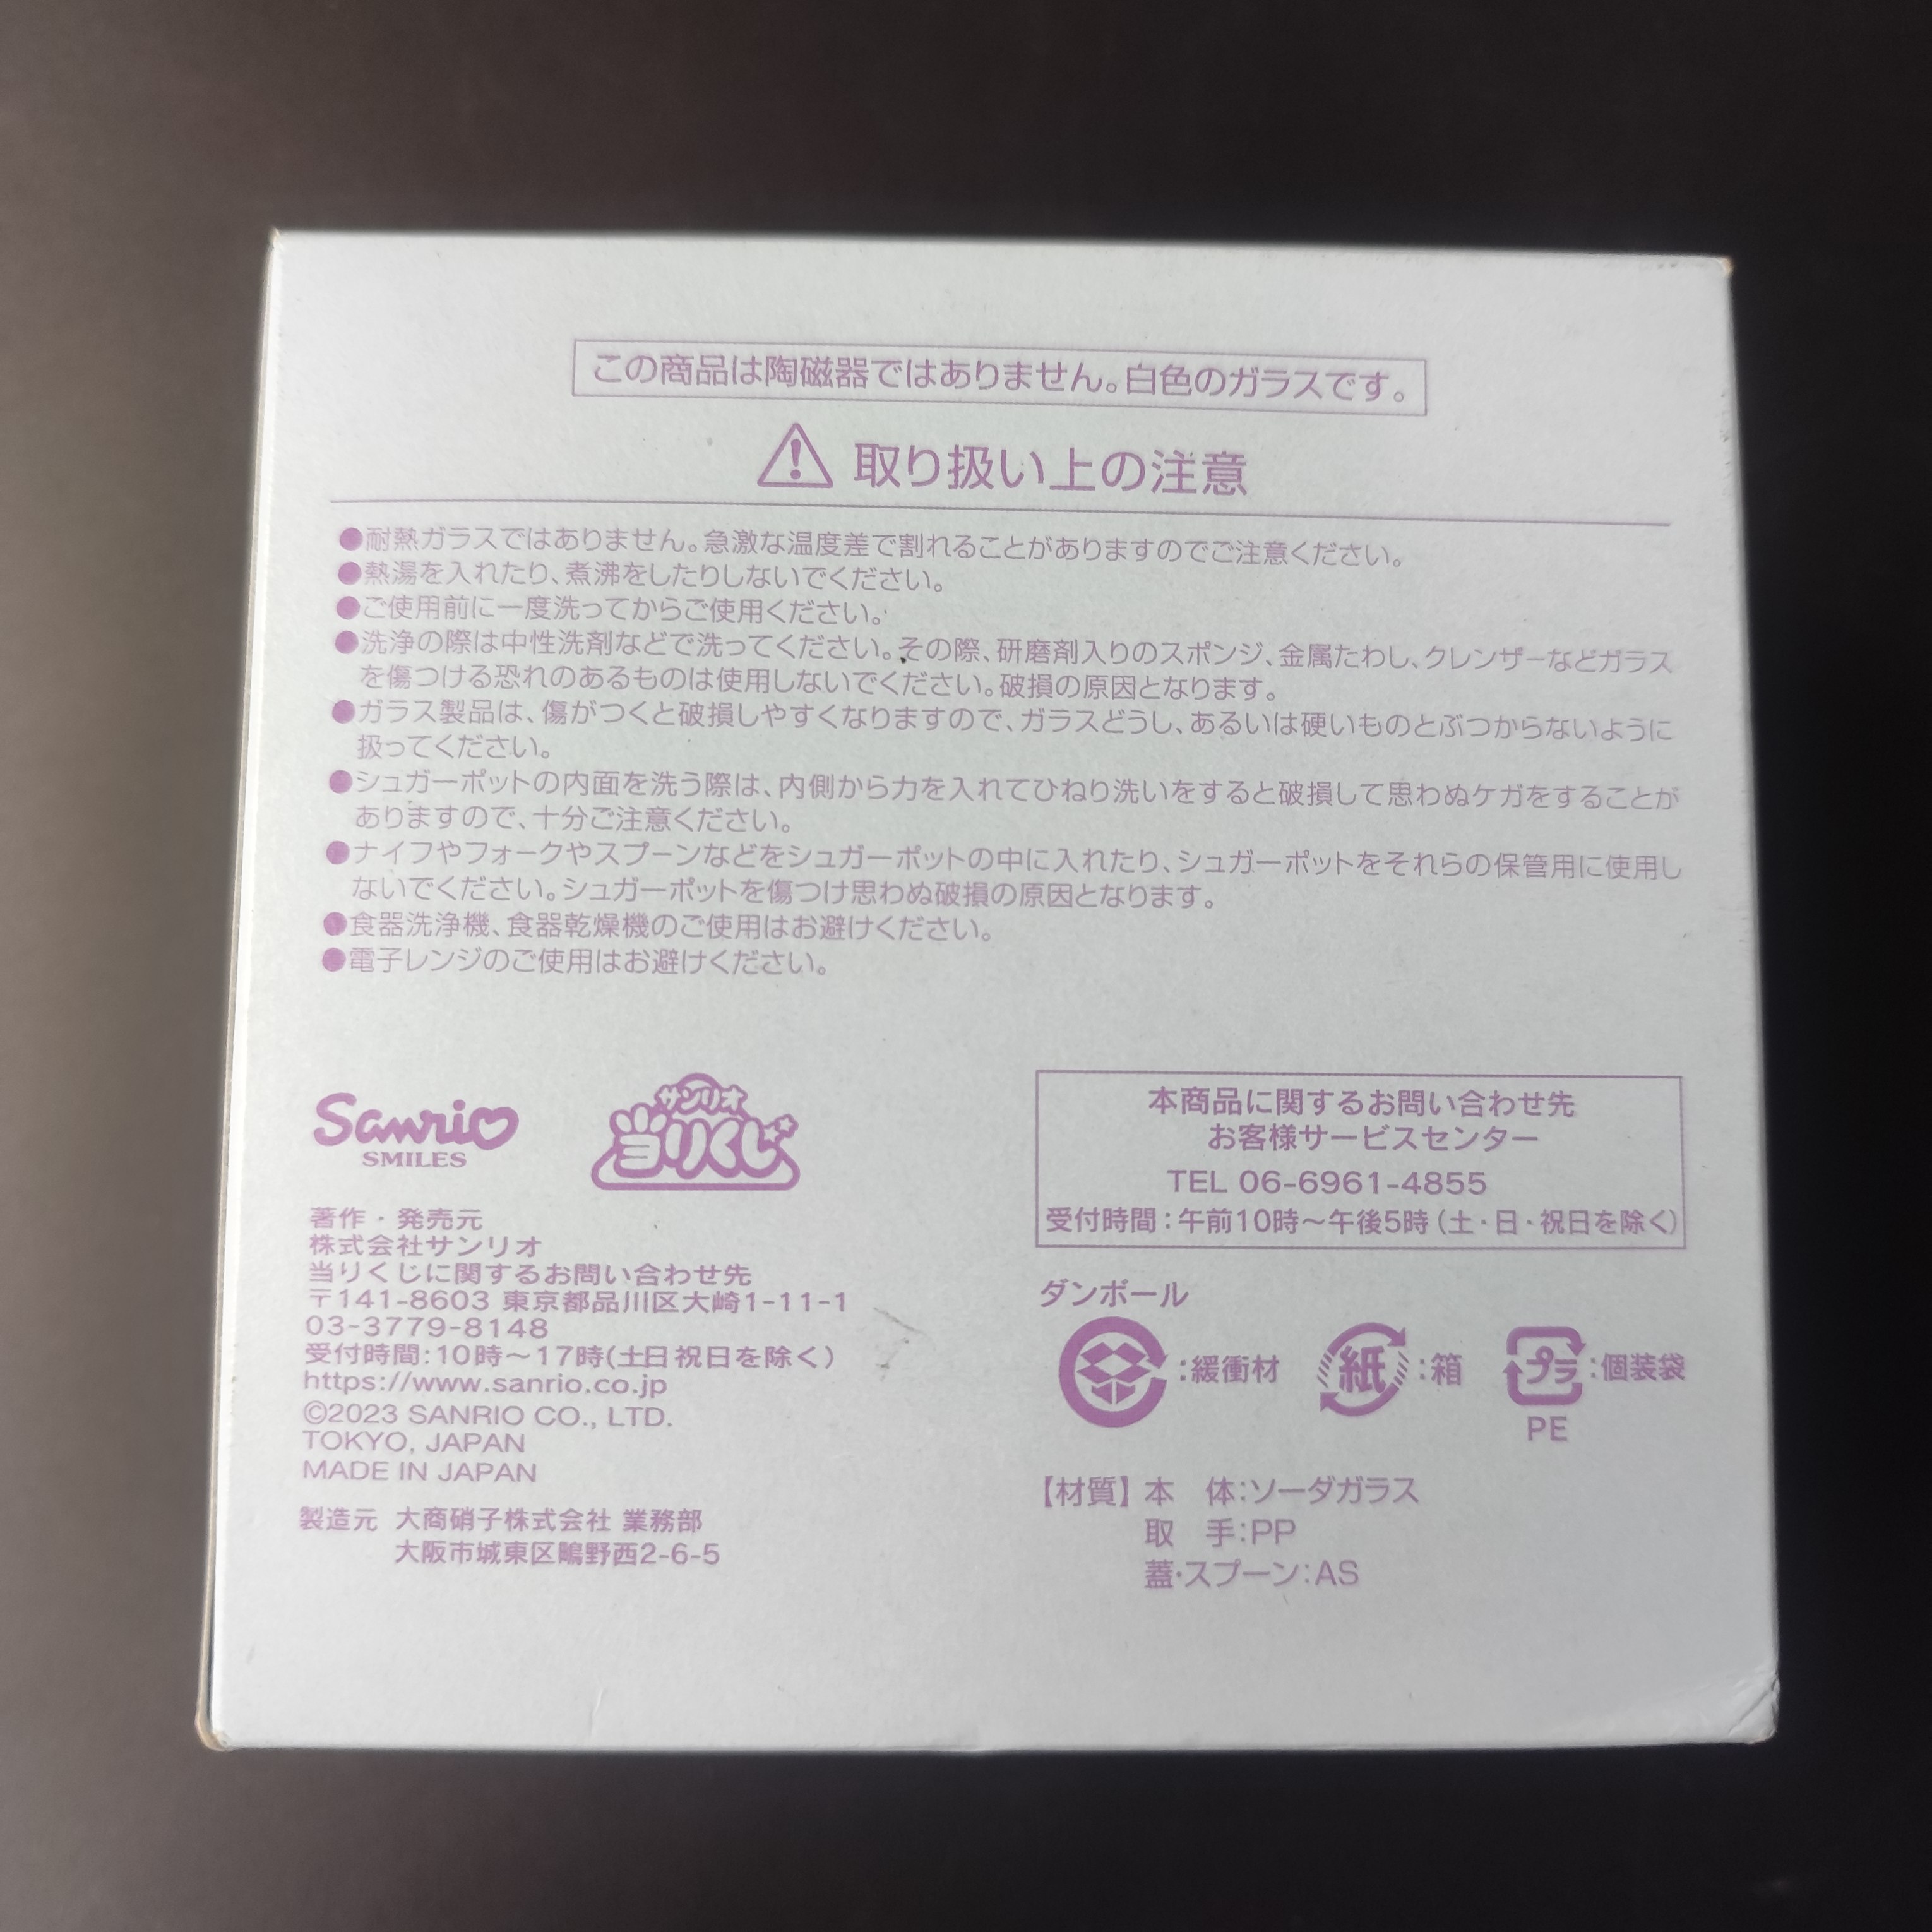 この商品は陶磁器ではありません。白色のガラスです。
取り扱い上の注意
●耐熱ガラスではありません。急激な温度差で割れることがありますのでご注意ください。
●熱湯を入れたり、煮沸をしたりしないでください。
●ご使用前に一度洗ってからご使用ください。
●洗浄の際は中性洗剤などで洗ってください。その際、研磨剤入りのスポンジ、金属たわし、クレンザーなどガラス
を傷つける恐れのあるものは使用しないでください。破損の原因となります。
●ガラス製品は、傷がつくと破損しやすくなりますので、ガラスどうし、あるいは硬いものとぶつからないように
扱ってください。
●シュガーポットの内面を洗う際は、内側から力を入れてひねり洗いをすると破損して思わぬケガをすることが
ありますので、十分ご注意ください。
●ナイフやフォークやスプーンなどをシュガーポットの中に入れたり、シュガーポットをそれらの保管用に使用し
ないでください。シュガーポットを傷つけ思わぬ破損の原因となります。
●食器洗浄機、食器乾燥機のご使用はお避けください。
●電子レンジのご使用はお避けください。
Sanrio
SMILES
サンリオ
当りくじ
著作・発売元
株式会社サンリオ
当りくじに関するお問い合わせ先
〒141-8603 東京都品川区大崎1-11-1
03-3779-8148
受付時間:10時～17時(土日祝日を除く)
https://www.sanrio.co.jp
©2023 SANRIO CO., LTD.
TOKYO, JAPAN
MADE IN JAPAN
製造元 大商硝子株式会社 業務部
大阪市城東区鴫野西2-6-5
本商品に関するお問い合わせ先
お客様サービスセンター
TEL 06-6961-4855
受付時間：午前10時～午後5時（土・日・祝日を除く）
ダンボール
:緩衝材 紙:箱 プラ:個装袋
PE
【材質】本　体：ソーダガラス
取　手：PP
蓋・スプーン：AS